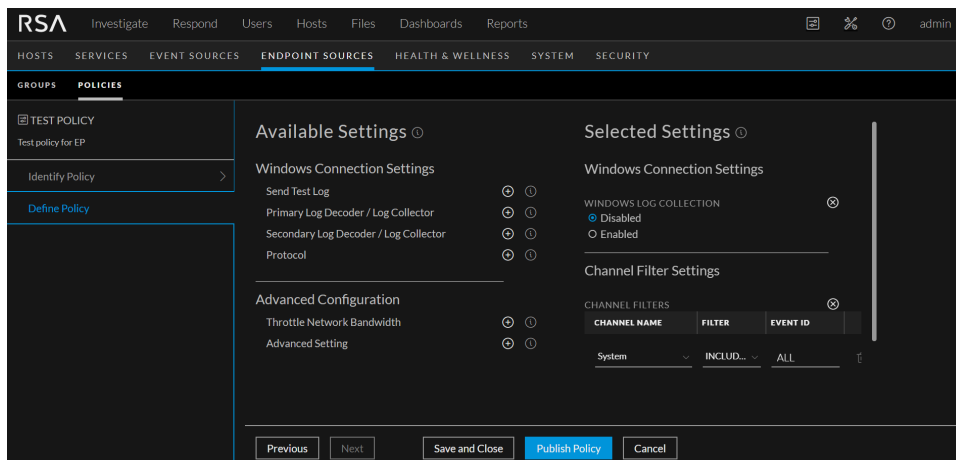 RSA Investigate Respond Users Hosts Files Dashboards Reports admin
HOSTS SERVICES EVENT SOURCES ENDPOINT SOURCES HEALTH & WELLNESS SYSTEM SECURITY
GROUPS POLICIES
TEST POLICY
Test policy for EP
Identify Policy
Define Policy
Available Settings
Windows Connection Settings
Send Test Log
Primary Log Decoder / Log Collector
Secondary Log Decoder / Log Collector
Protocol
Advanced Configuration
Throttle Network Bandwidth
Advanced Setting
Selected Settings
Windows Connection Settings
WINDOWS LOG COLLECTION
Disabled
Enabled
Channel Filter Settings
CHANNEL FILTERS
CHANNEL NAME FILTER EVENT ID
System INCLUD... ALL
Previous Next Save and Close Publish Policy Cancel